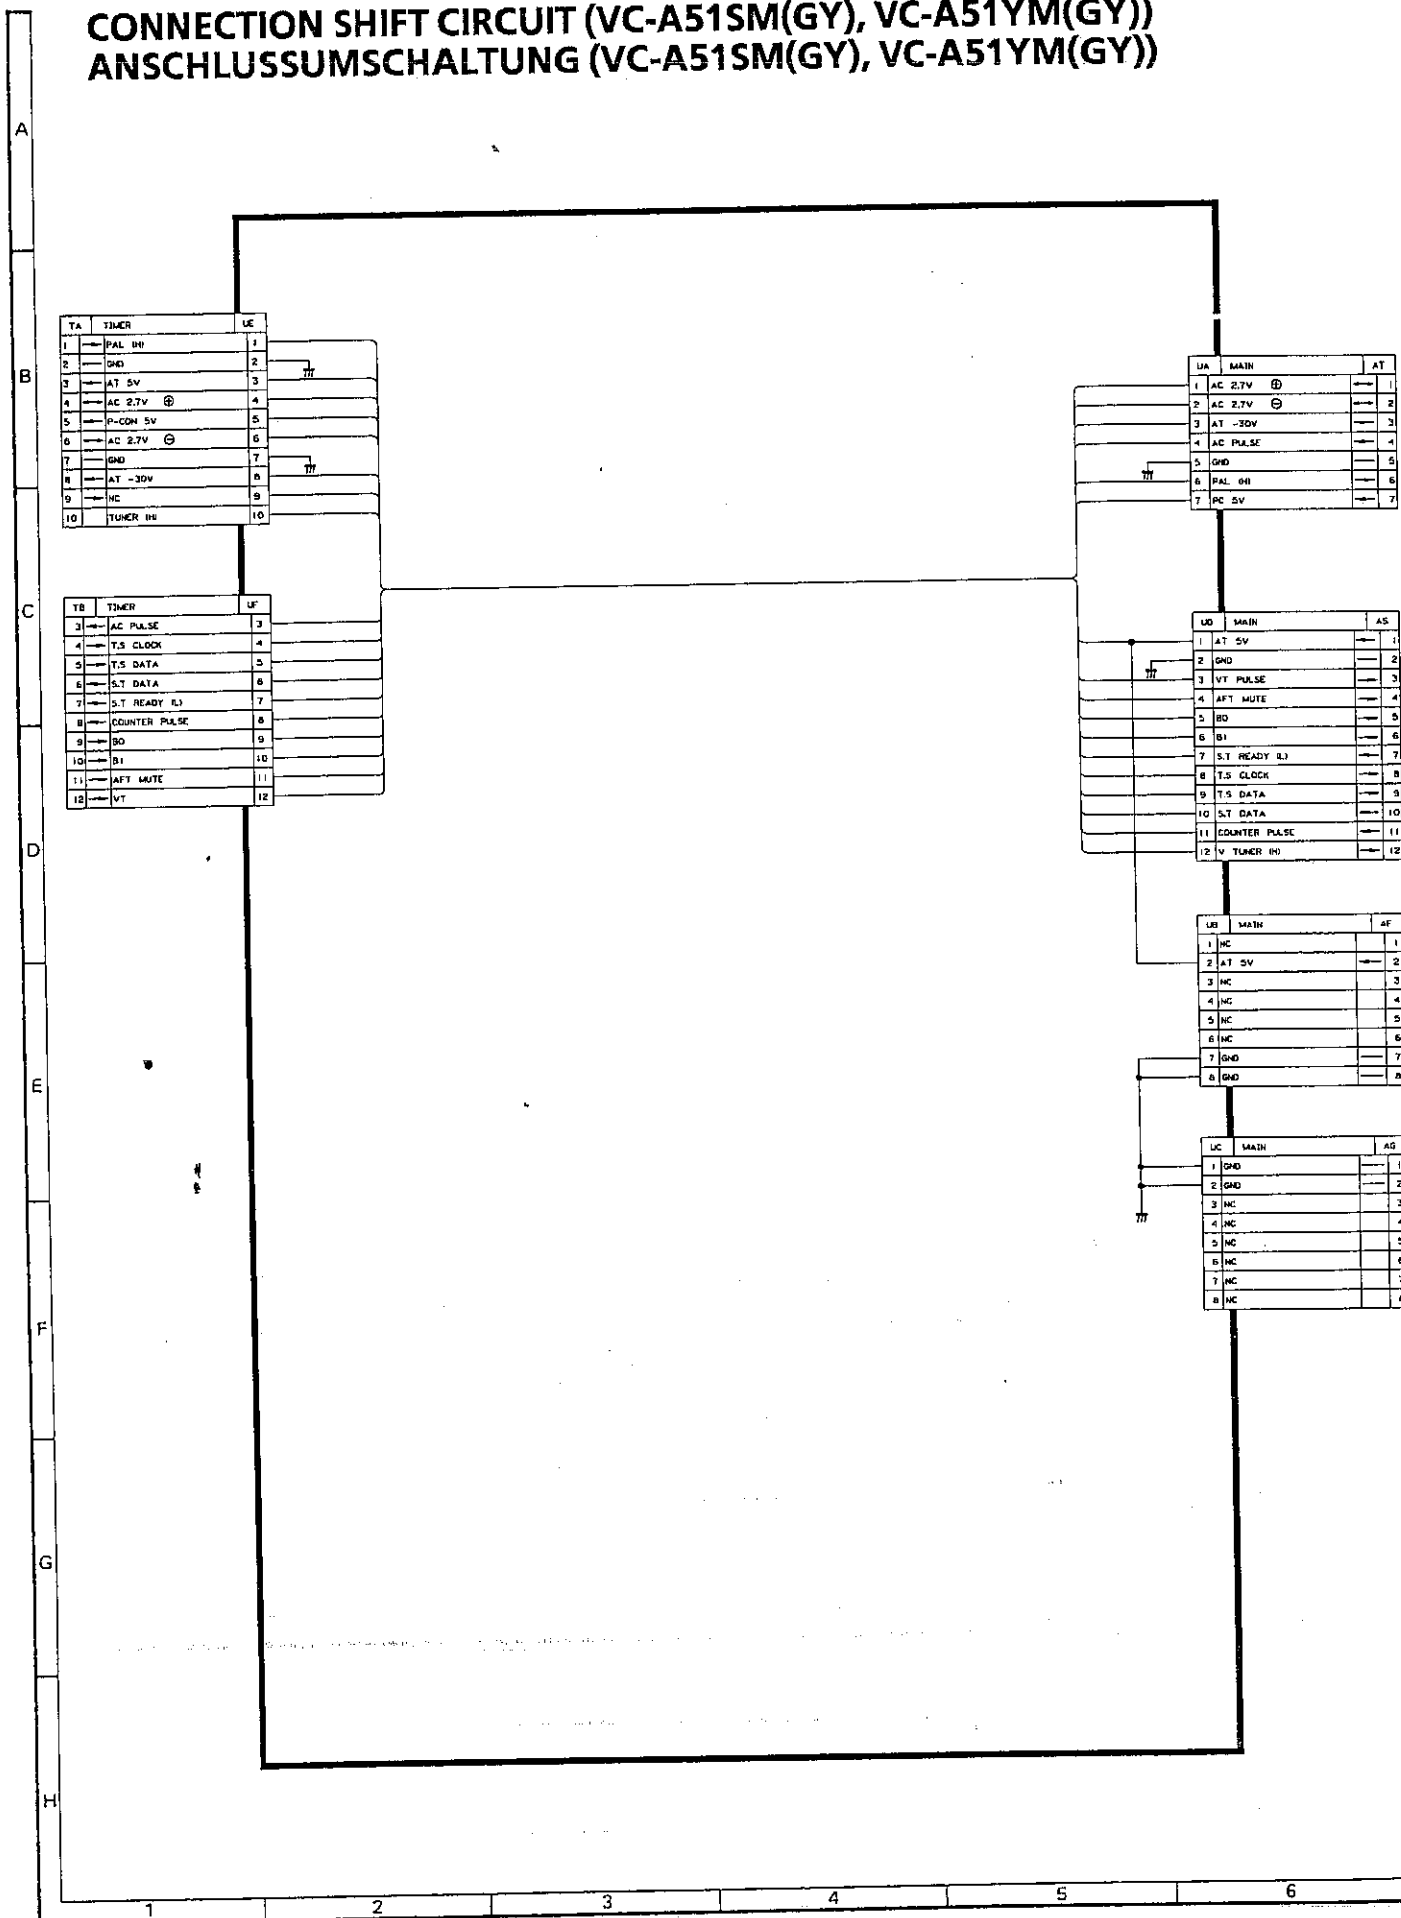 CONNECTION SHIFT CIRCUIT (VC-A51SM(GY), VC-A51YM(GY))
ANSCHLUSSUMSCHALTUNG (VC-A51SM(GY), VC-A51YM(GY))
A
B
C
D
E
F
G
H
TA TIMER UE
1 PAL (H) 1
2 GND 2
3 AT 5V 3
4 AC 2.7V ⊕ 4
5 P-CON 5V 5
6 AC 2.7V ⊖ 6
7 GND 7
8 AT -30V 8
9 NC 9
10 TUNER (H) 10
TB TIMER UF
3 AC PULSE 3
4 T.S CLOCK 4
5 T.S DATA 5
6 S.T DATA 6
7 S.T READY (L) 7
8 COUNTER PULSE 8
9 B0 9
10 B1 10
11 AFT MUTE 11
12 VT 12
UA MAIN AT
1 AC 2.7V ⊕ 1
2 AC 2.7V ⊖ 2
3 AT -30V 3
4 AC PULSE 4
5 GND 5
6 PAL (H) 6
7 PC 5V 7
UD MAIN AS
1 AT 5V 1
2 GND 2
3 VT PULSE 3
4 AFT MUTE 4
5 B0 5
6 B1 6
7 S.T READY (L) 7
8 T.S CLOCK 8
9 T.S DATA 9
10 S.T DATA 10
11 COUNTER PULSE 11
12 V TUNER (H) 12
UB MAIN AF
1 NC 1
2 AT 5V 2
3 NC 3
4 NC 4
5 NC 5
6 NC 6
7 GND 7
8 GND 8
UC MAIN AG
1 GND 1
2 GND 2
3 NC
4 NC
5 NC
6 NC
7 NC
8 NC
1 2 3 4 5 6